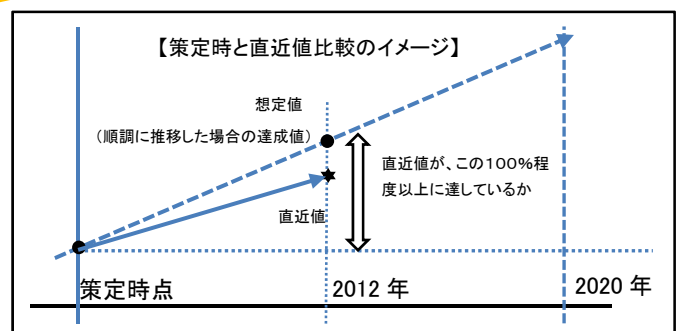 【策定時と直近値比較のイメージ】
想定値
（順調に推移した場合の達成値）
直近値が、この100％程
度以上に達しているか
直近値
策定時点
2012 年
2020 年